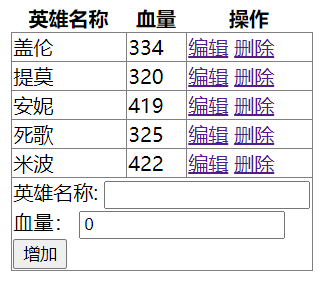 英雄名称 血量 操作
盖伦 334 编辑 删除
提莫 320 编辑 删除
安妮 419 编辑 删除
死歌 325 编辑 删除
米波 422 编辑 删除
英雄名称:
血量： 0
增加